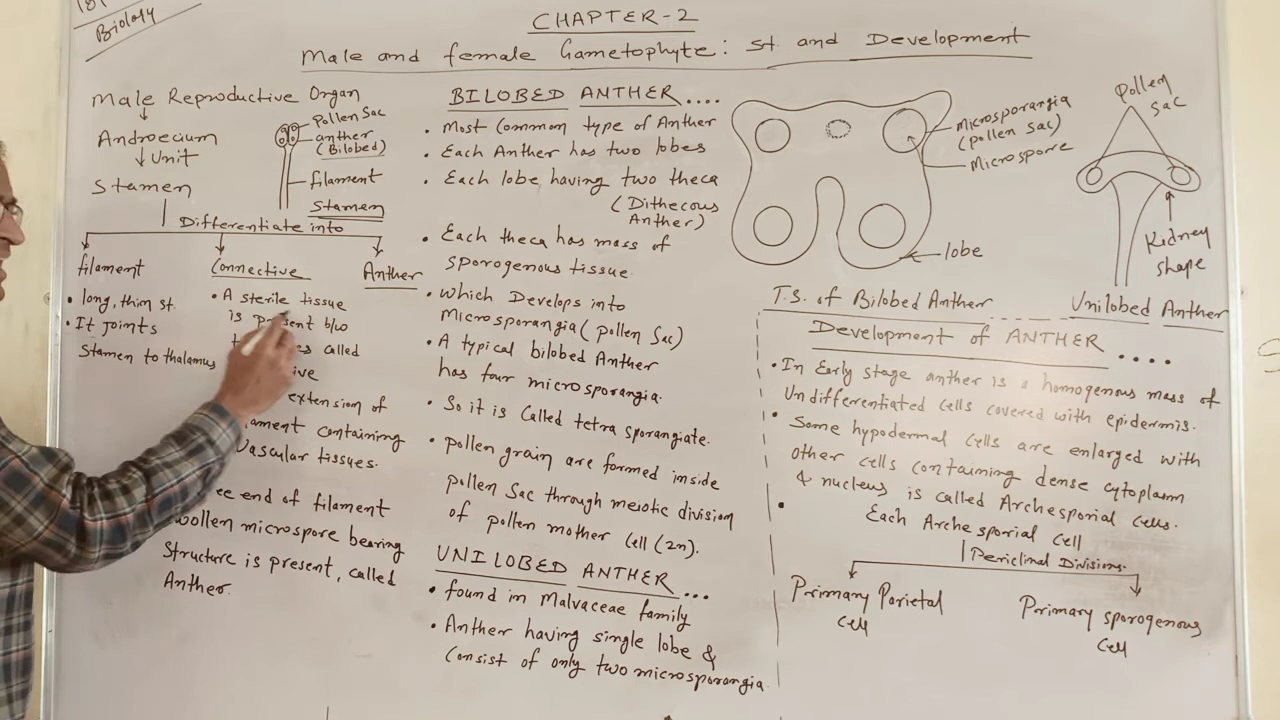 Biology
CHAPTER-2
Male and female Gametophyte: st. and Development
Male Reproductive Organ
Androecium
Unit
Stamen
Pollen Sac
anther
(Bilobed)
filament
Stamen
Differentiate into
filament
• long, thin st.
• It joints
Stamen to thalamus
Connective
• A sterile tissue
is present b/w
called
extension of
containing
Vascular tissues.
end of filament
microspore bearing
structure is present, called
Anther.
Anther
BILOBED ANTHER....
• Most Common type of Anther
• Each Anther has two lobes
• Each lobe having two theca
(Dithecous
Anther)
• Each theca has mass of
sporogenous tissue
• which Develops into
Microsporangia (pollen Sac)
• A typical bilobed Anther
has four microsporangia.
• So it is Called tetra sporangiate.
• pollen grain are formed inside
pollen Sac through meiotic division
of pollen mother cell (2n).
UNILOBED ANTHER...
• found in Malvaceae family
• Anther having single lobe &
Consist of only two microsporangia
Microsporangia
(pollen Sac)
Microspore
lobe
T.S. of Bilobed Anther
Pollen
Sac
Kidney
shape
Unilobed Anther
Development of ANTHER ....
• In Early stage anther is a homogenous mass of
Undifferentiated cells covered with epidermis.
• Some hypodermal cells are enlarged with
other cells containing dense cytoplasm
& nucleus is called Archesporial cells.
• Each Archesporial cell
Periclinal Divisions.
Primary Parietal
cell
Primary sporogenous
cell